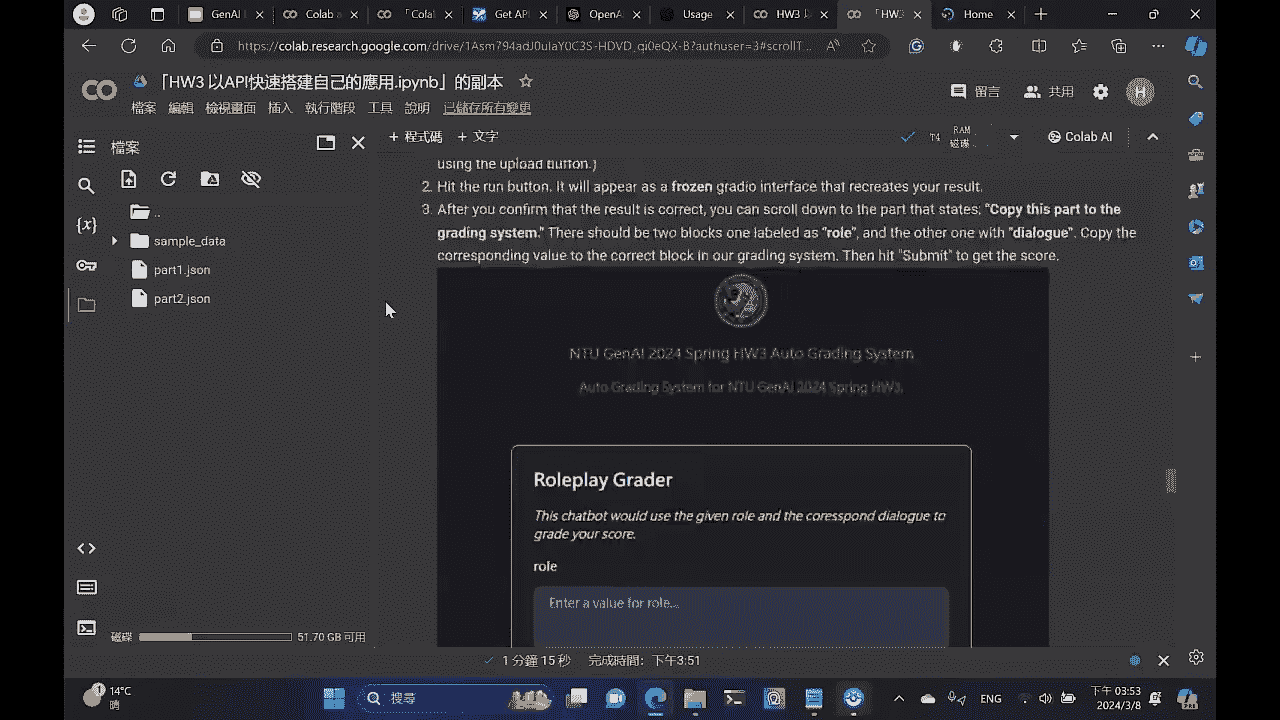 GenAI
Colab a
「Colal
Get API
OpenA
Usage
HW3
「HW3
Home
https://colab.research.google.com/drive/1Asm794adJ0uIaY0C3S-HDVD_qi0eQX-B?authuser=3#scrollT...
「HW3 以API快速搭建自己的應用.ipynb」的副本
檔案 編輯 檢視畫面 插入 執行階段 工具 說明 已儲存所有變更
留言 共用 H
檔案
+ 程式碼 + 文字
T4 RAM 磁碟
Colab AI
..
sample_data
part1.json
part2.json
using the upload button.)
2. Hit the run button. It will appear as a frozen gradio interface that recreates your result.
3. After you confirm that the result is correct, you can scroll down to the part that states: "Copy this part to the
grading system." There should be two blocks one labeled as "role", and the other one with "dialogue". Copy the
corresponding value to the correct block in our grading system. Then hit "Submit" to get the score.
NTU GenAI 2024 Spring HW3 Auto Grading System
Auto Grading System for NTU GenAI 2024 Spring HW3.
Roleplay Grader
This chatbot would use the given role and the coresspond dialogue to
grade your score.
role
Enter a value for role...
磁碟 51.70 GB 可用
1 分鐘 15 秒 完成時間: 下午3:51
1
14°C
搜尋
ENG
下午 03:53
2024/3/8